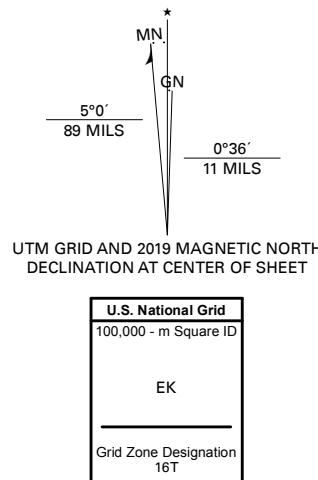 ★
MN
GN
5°0´
89 MILS
0°36´
11 MILS
UTM GRID AND 2019 MAGNETIC NORTH
DECLINATION AT CENTER OF SHEET
U.S. National Grid
100,000 - m Square ID
EK
Grid Zone Designation
16T